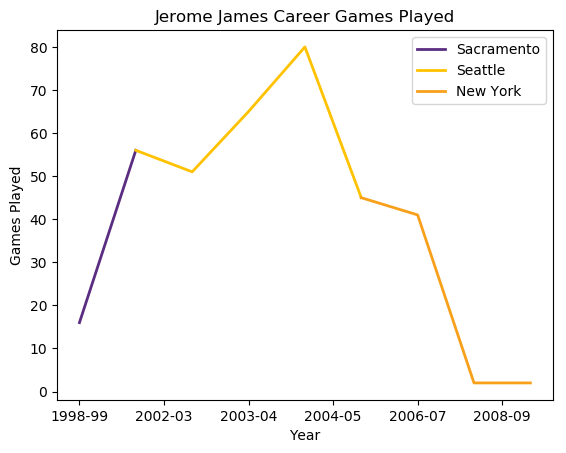 Jerome James Career Games Played
Sacramento
Seattle
New York
Games Played
80
70
60
50
40
30
20
10
0
1998-99 2002-03 2003-04 2004-05 2006-07 2008-09
Year